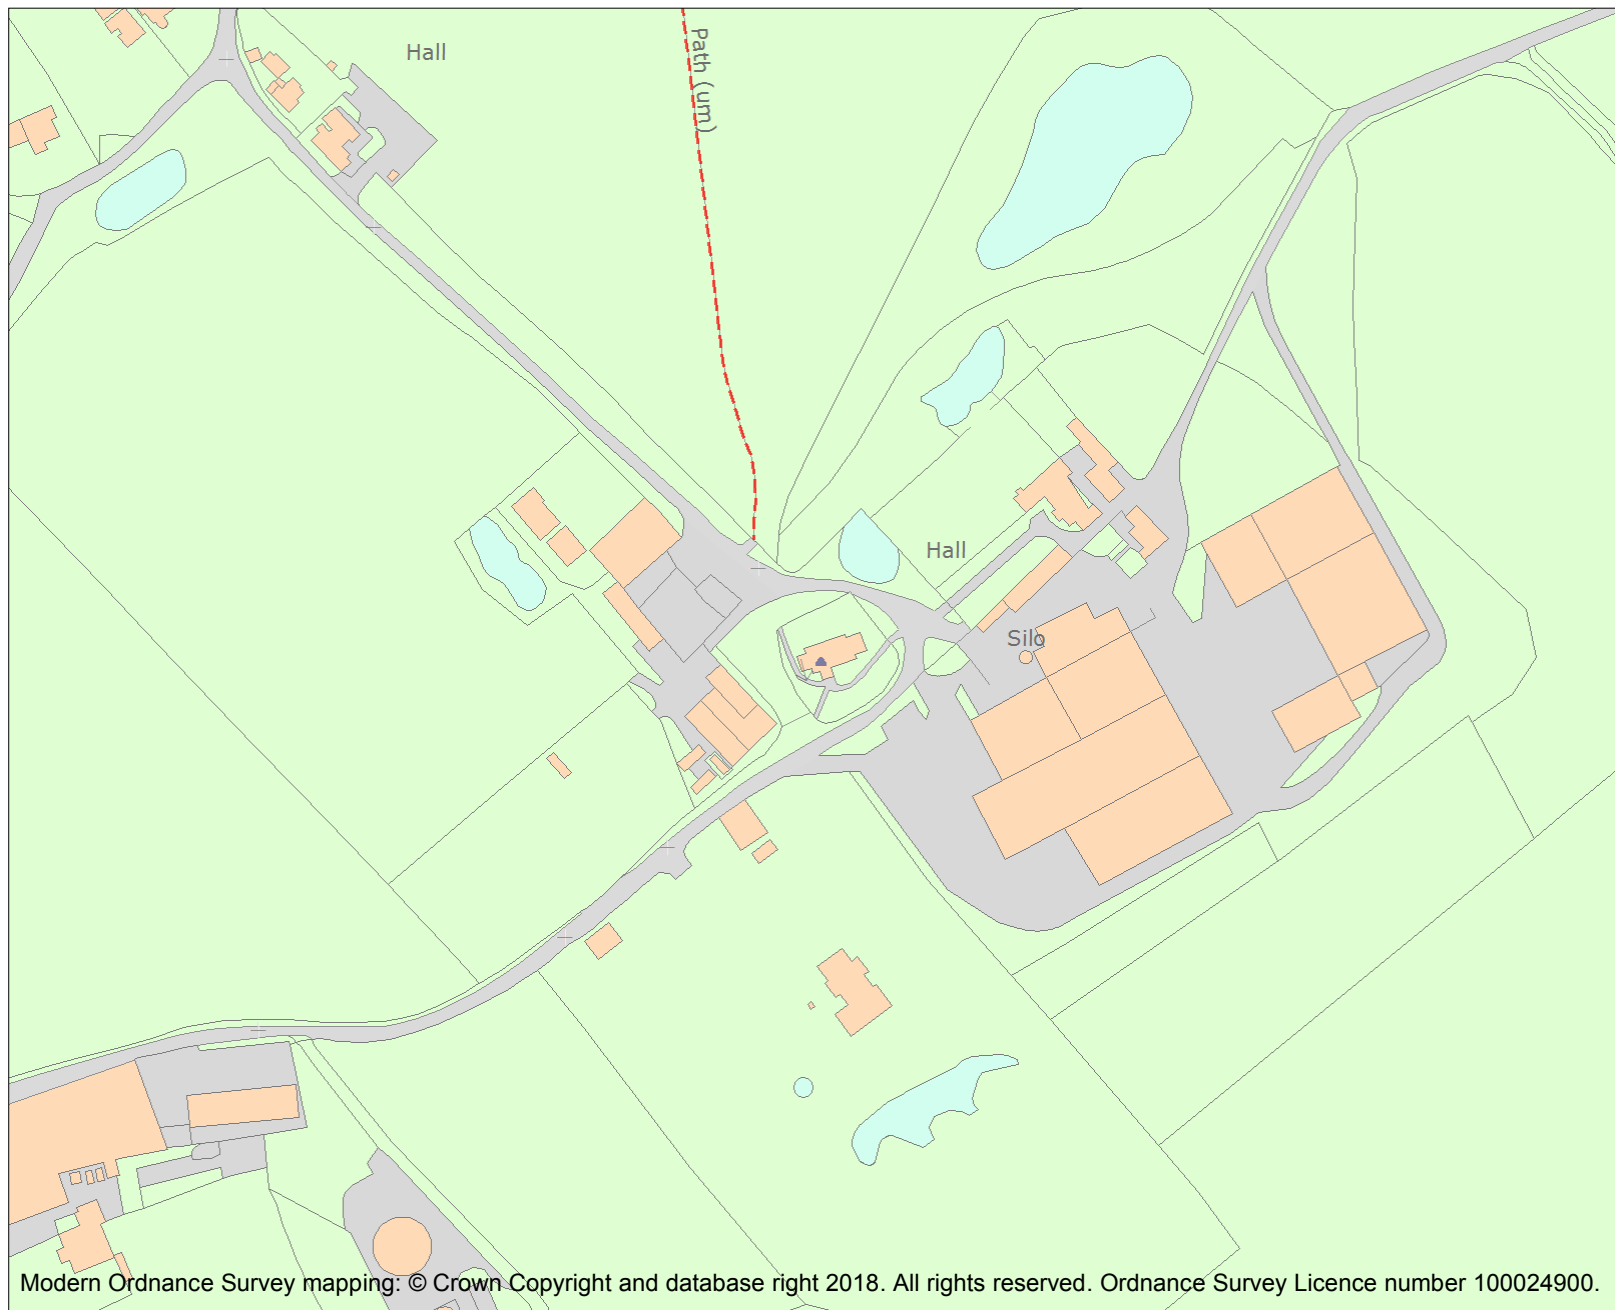 Hall
Path (um)
Hall
Silo
Modern Ordnance Survey mapping: © Crown Copyright and database right 2018. All rights reserved. Ordnance Survey Licence number 100024900.